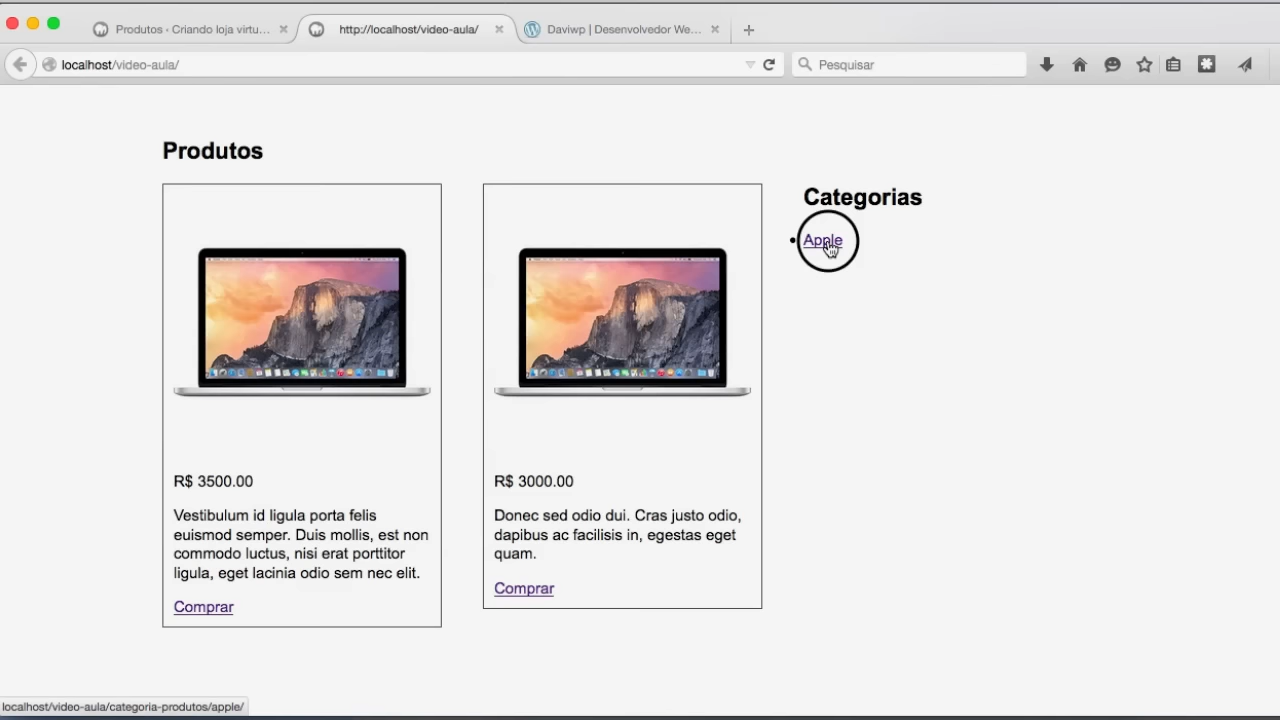 Produtos · Criando loja virtu...
http://localhost/video-aula/
Daviwp | Desenvolvedor We...
localhost/video-aula/
Pesquisar
Produtos
Categorias
• Apple
R$ 3500.00
Vestibulum id ligula porta felis
euismod semper. Duis mollis, est non
commodo luctus, nisi erat porttitor
ligula, eget lacinia odio sem nec elit.
Comprar
R$ 3000.00
Donec sed odio dui. Cras justo odio,
dapibus ac facilisis in, egestas eget
quam.
Comprar
localhost/video-aula/categoria-produtos/apple/